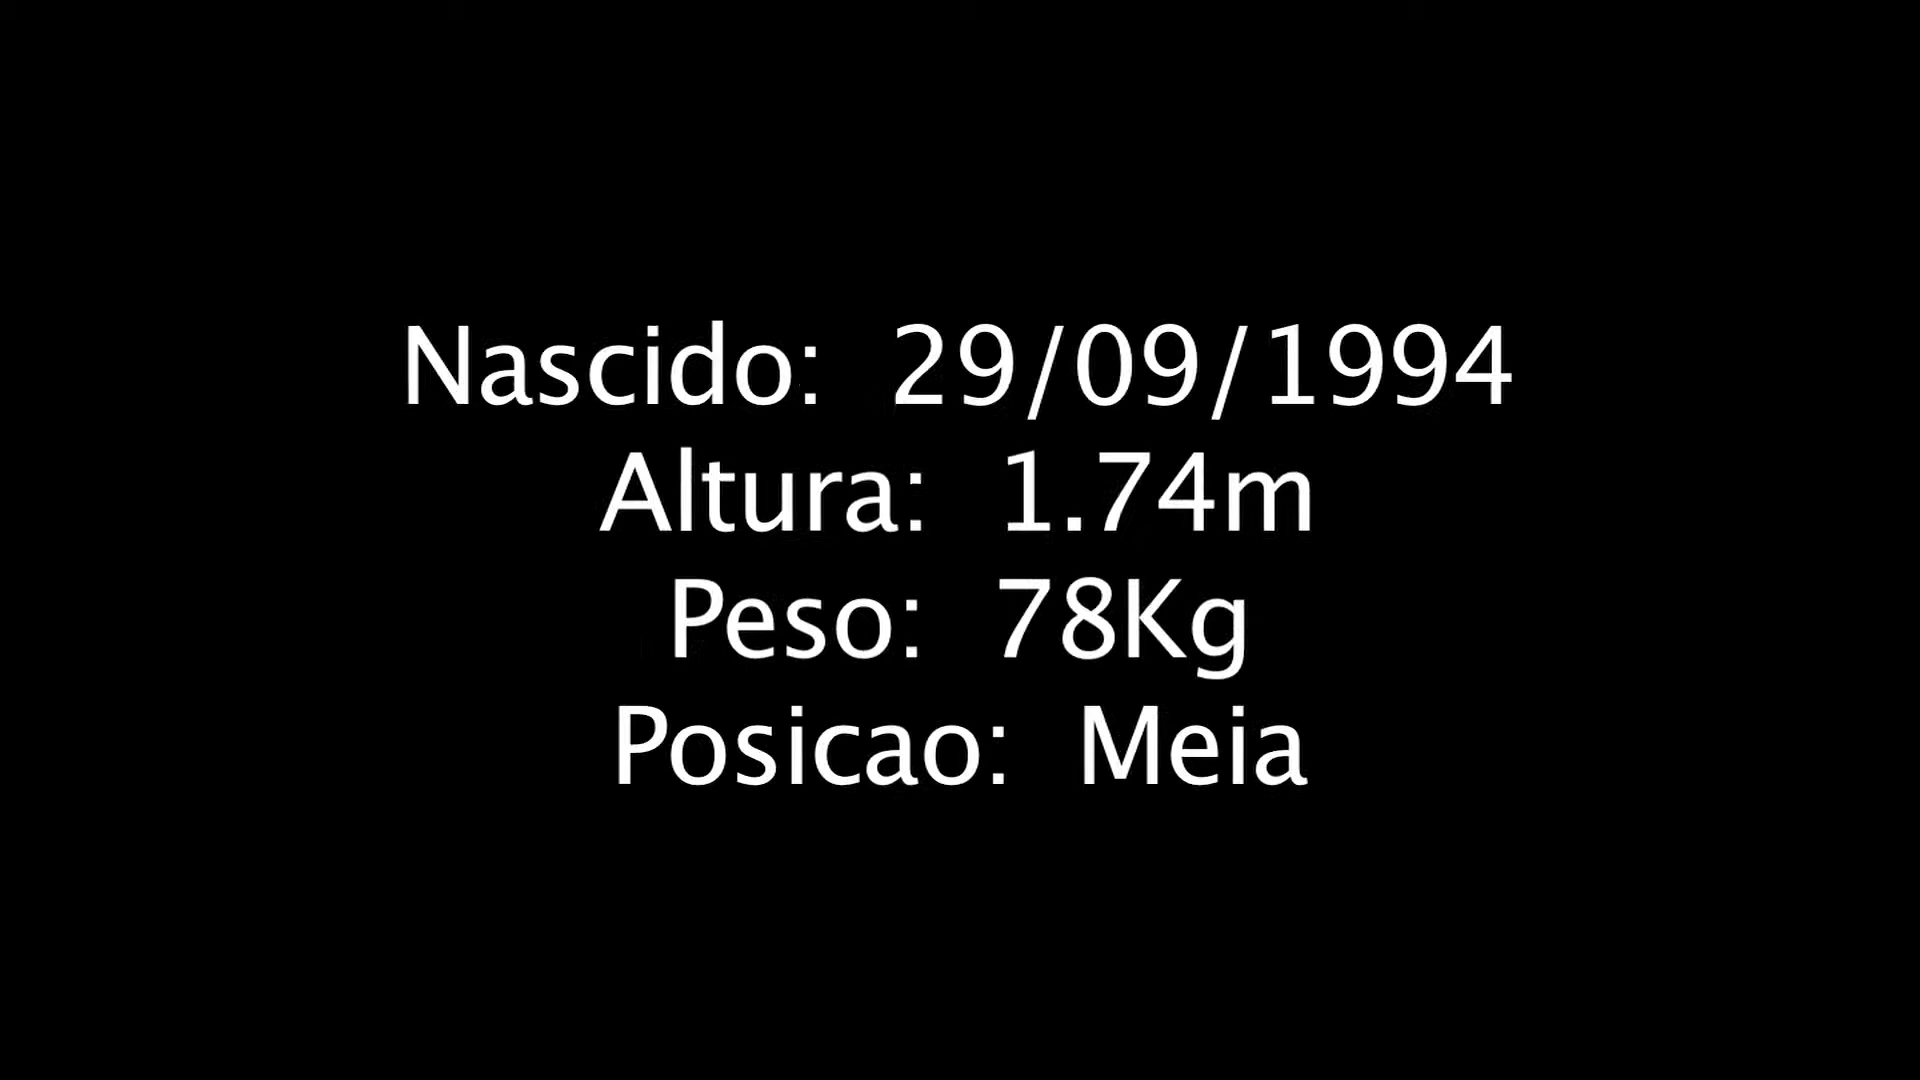 Nascido: 29/09/1994
Altura: 1.74m
Peso: 78Kg
Posicao: Meia